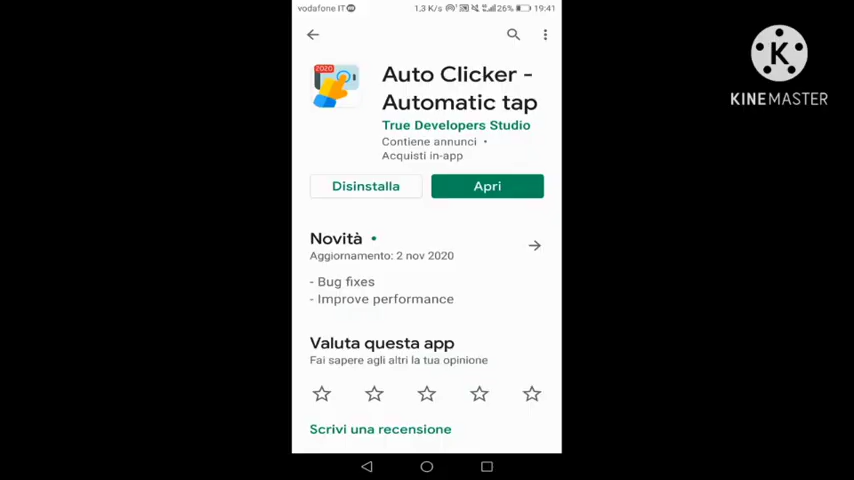 vodafone IT
1,3 K/s
26%
19:41
2020
Auto Clicker -
Automatic tap
True Developers Studio
Contiene annunci •
Acquisti in-app
Disinstalla
Apri
Novità •
Aggiornamento: 2 nov 2020
- Bug fixes
- Improve performance
Valuta questa app
Fai sapere agli altri la tua opinione
Scrivi una recensione
K
KINEMASTER